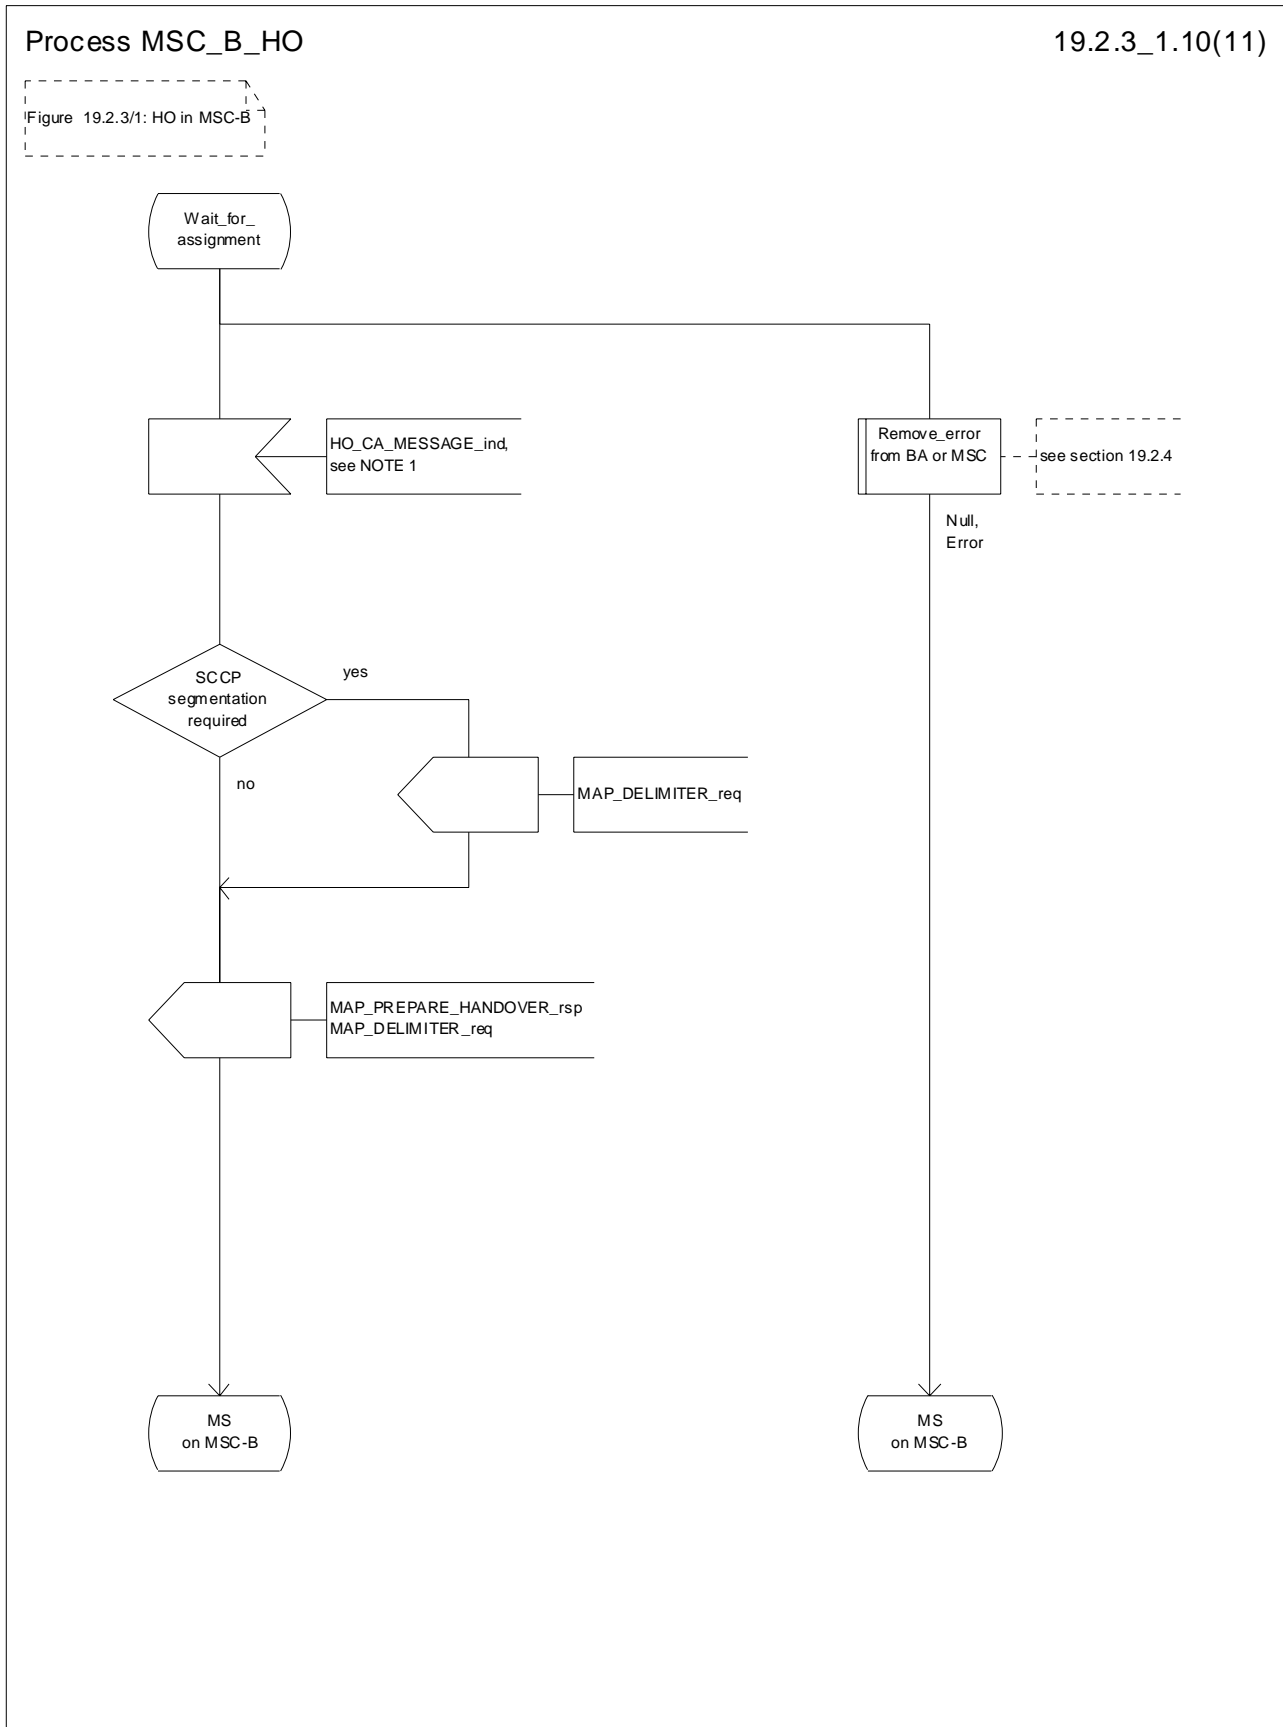 Process MSC_B_HO
19.2.3_1.10(11)
Figure 19.2.3/1: HO in MSC-B
Wait_for_
assignment
HO_CA_MESSAGE_ind,
see NOTE 1
Remove_error
from BA or MSC
see section 19.2.4
Null,
Error
SCCP
segmentation
required
yes
no
MAP_DELIMITER_req
MAP_PREPARE_HANDOVER_rsp
MAP_DELIMITER_req
MS
on MSC-B
MS
on MSC-B